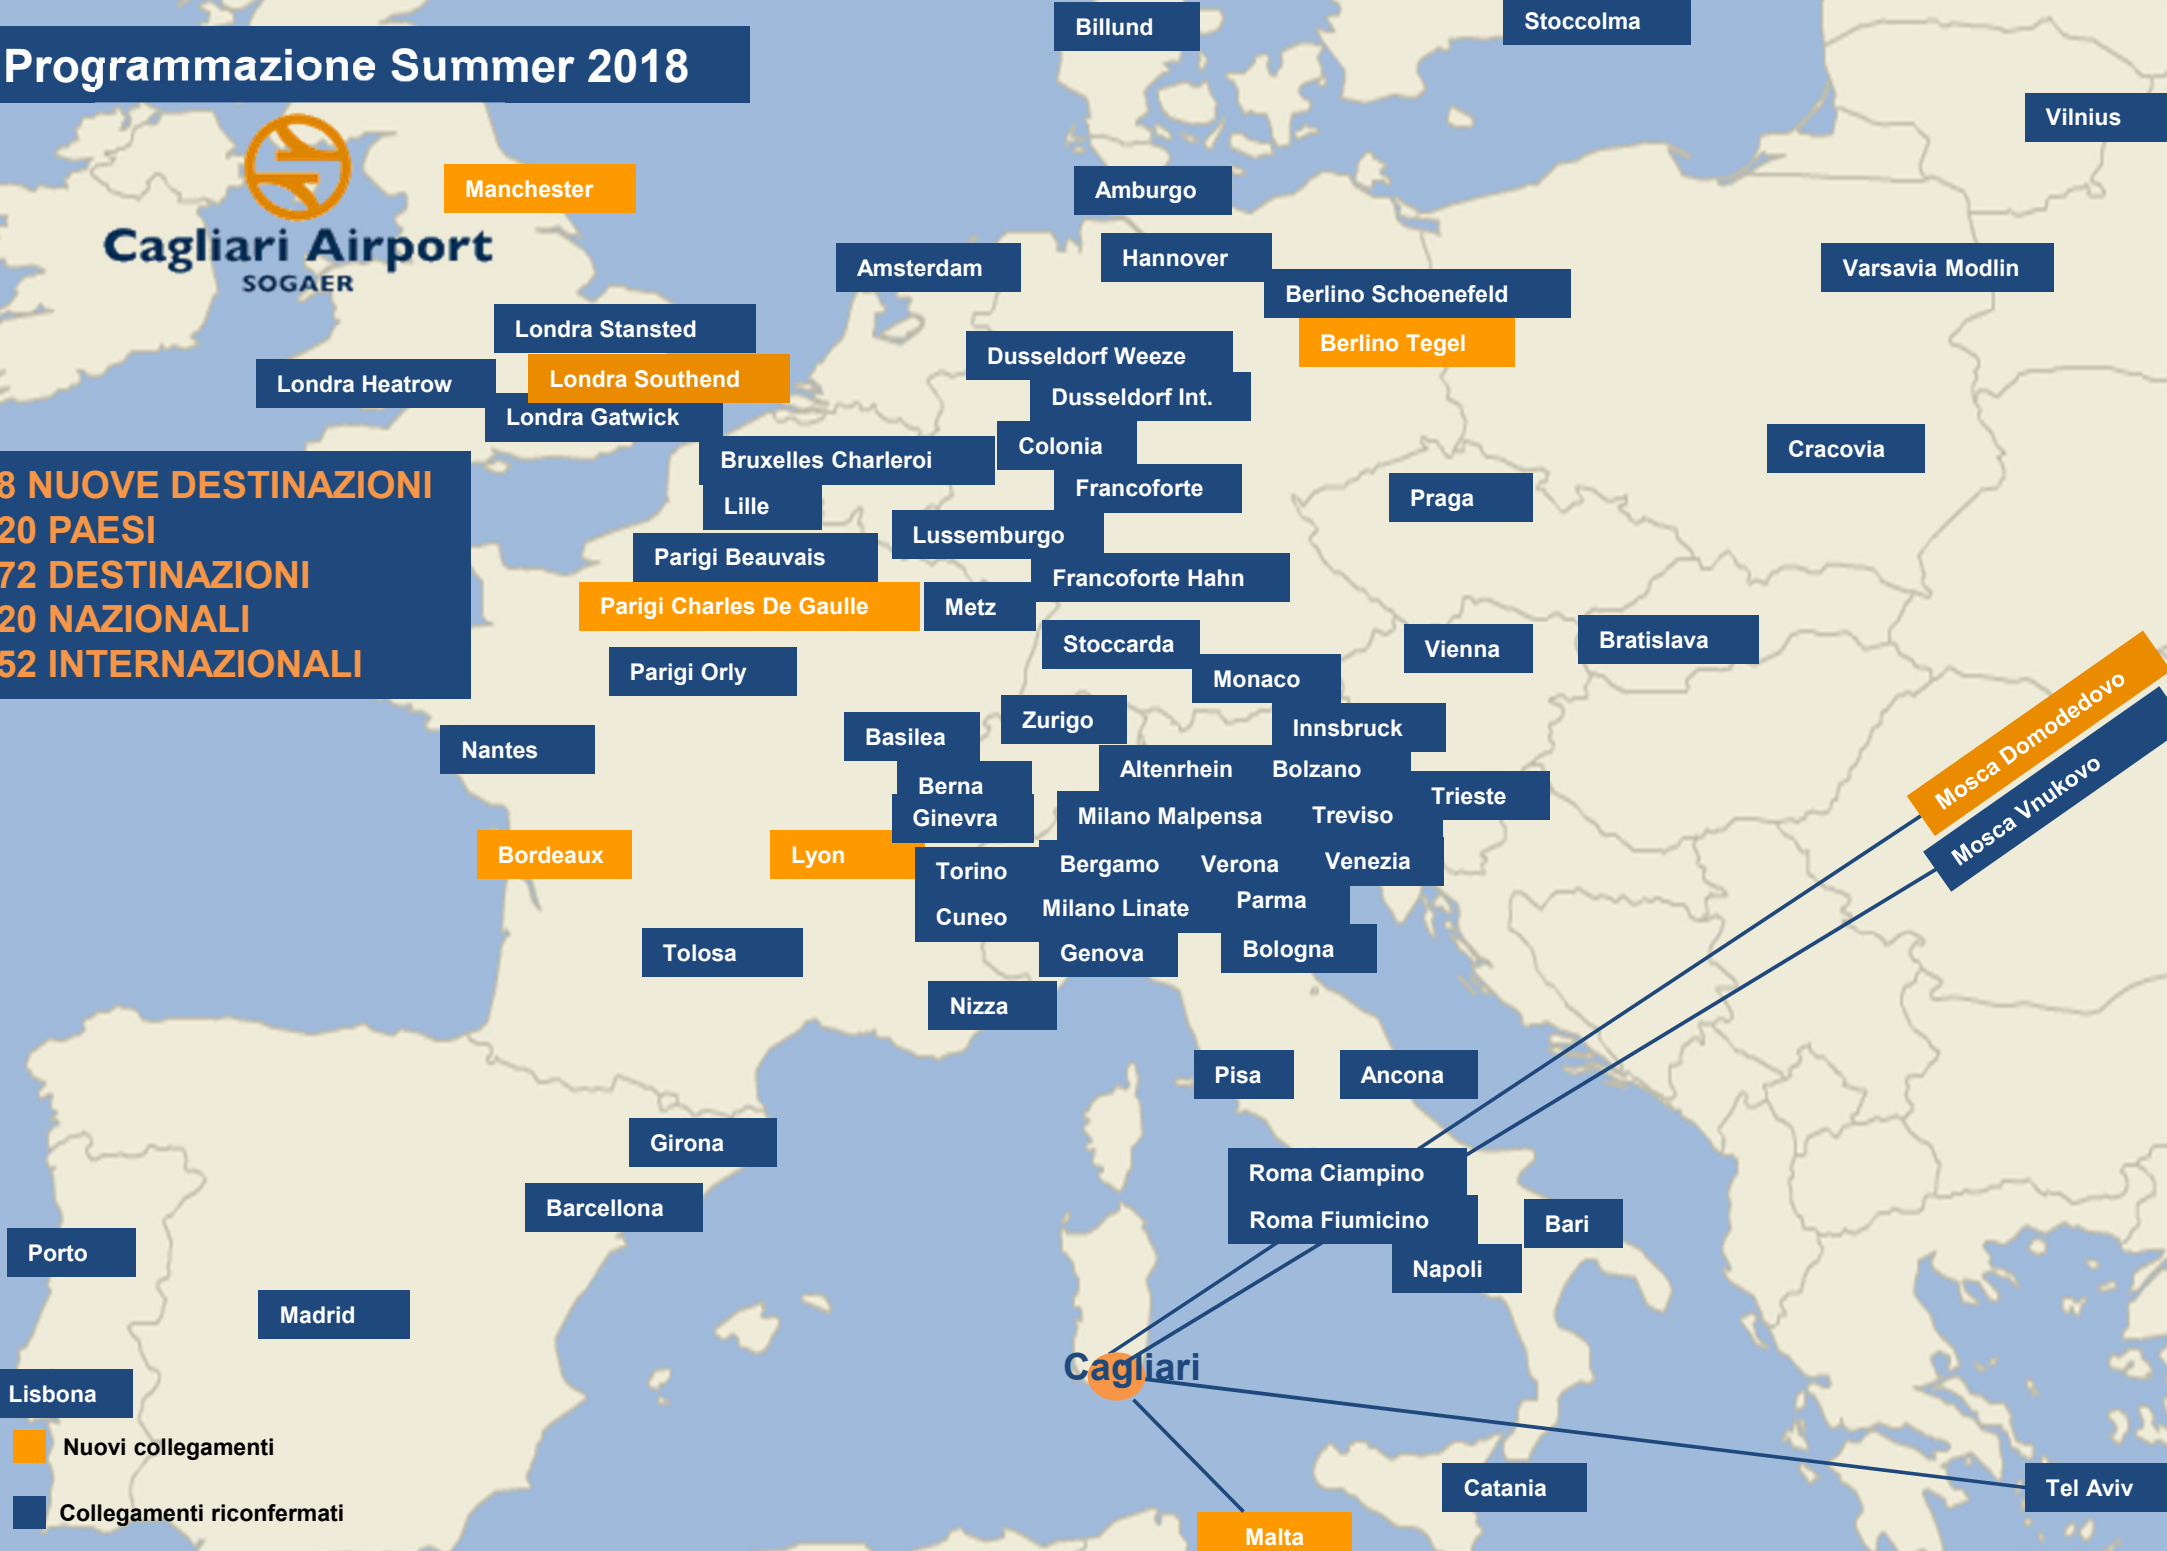 Billund
Stoccolma
Programmazione Summer 2018
Vilnius
Manchester
Amburgo
Cagliari Airport
SOGAER
Hannover
Amsterdam
Varsavia Modlin
Berlino Schoenefeld
Londra Stansted
Berlino Tegel
Dusseldorf Weeze
Londra Heatrow
Londra Southend
Dusseldorf Int.
Londra Gatwick
Colonia
Cracovia
Bruxelles Charleroi
8 NUOVE DESTINAZIONI
20 PAESI
72 DESTINAZIONI
20 NAZIONALI
52 INTERNAZIONALI
Francoforte
Praga
Lille
Lussemburgo
Parigi Beauvais
Francoforte Hahn
Parigi Charles De Gaulle
Metz
Stoccarda
Vienna
Bratislava
Parigi Orly
Monaco
Mosca Domodedovo
Mosca Vnukovo
Zurigo
Innsbruck
Basilea
Nantes
Altenrhein
Bolzano
Berna
Trieste
Ginevra
Milano Malpensa
Treviso
Bordeaux
Lyon
Torino
Bergamo
Verona
Venezia
Cuneo
Milano Linate
Parma
Tolosa
Genova
Bologna
Nizza
Pisa
Ancona
Girona
Roma Ciampino
Barcellona
Roma Fiumicino
Bari
Porto
Napoli
Madrid
Cagliari
Lisbona
Nuovi collegamenti
Catania
Tel Aviv
Collegamenti riconfermati
Malta